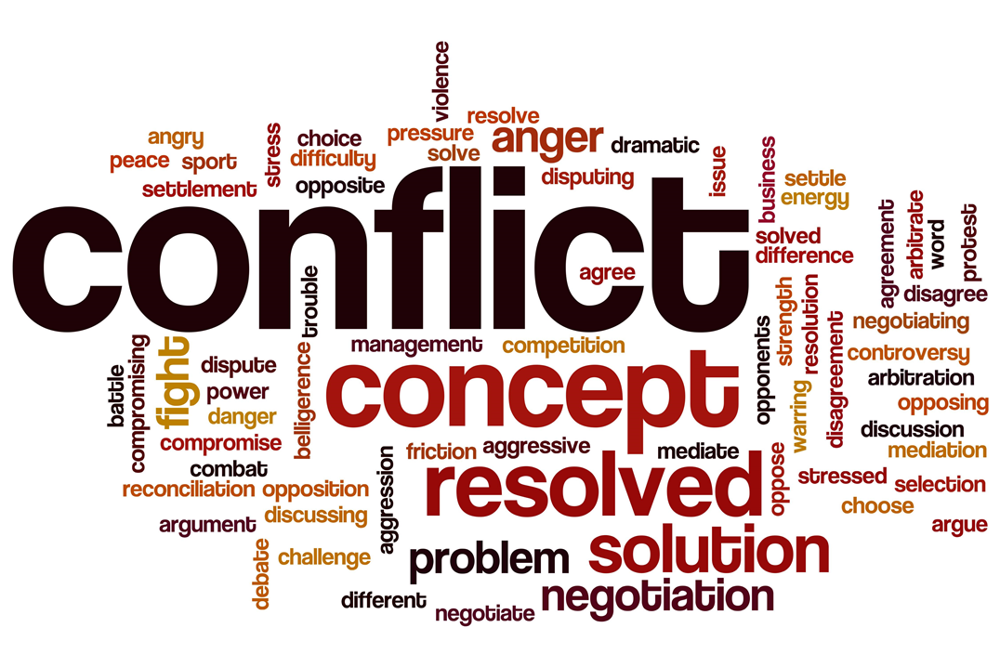 violence
resolve
angry
stress
choice
pressure
anger
dramatic
peace
sport
difficulty
solve
disputing
issue
business
settle
settlement
opposite
energy
conflict
solved
difference
agree
agreement
arbitrate
word
protest
disagree
trouble
management
competition
opponents
strength
resolution
negotiating
battle
compromising
fight
dispute
power
danger
compromise
combat
belligerence
concept
warring
disagreement
controversy
arbitration
opposing
discussion
mediation
friction
aggressive
mediate
reconciliation
opposition
aggression
resolved
oppose
stressed
selection
argument
discussing
choose
argue
debate
challenge
problem
solution
different
negotiate
negotiation